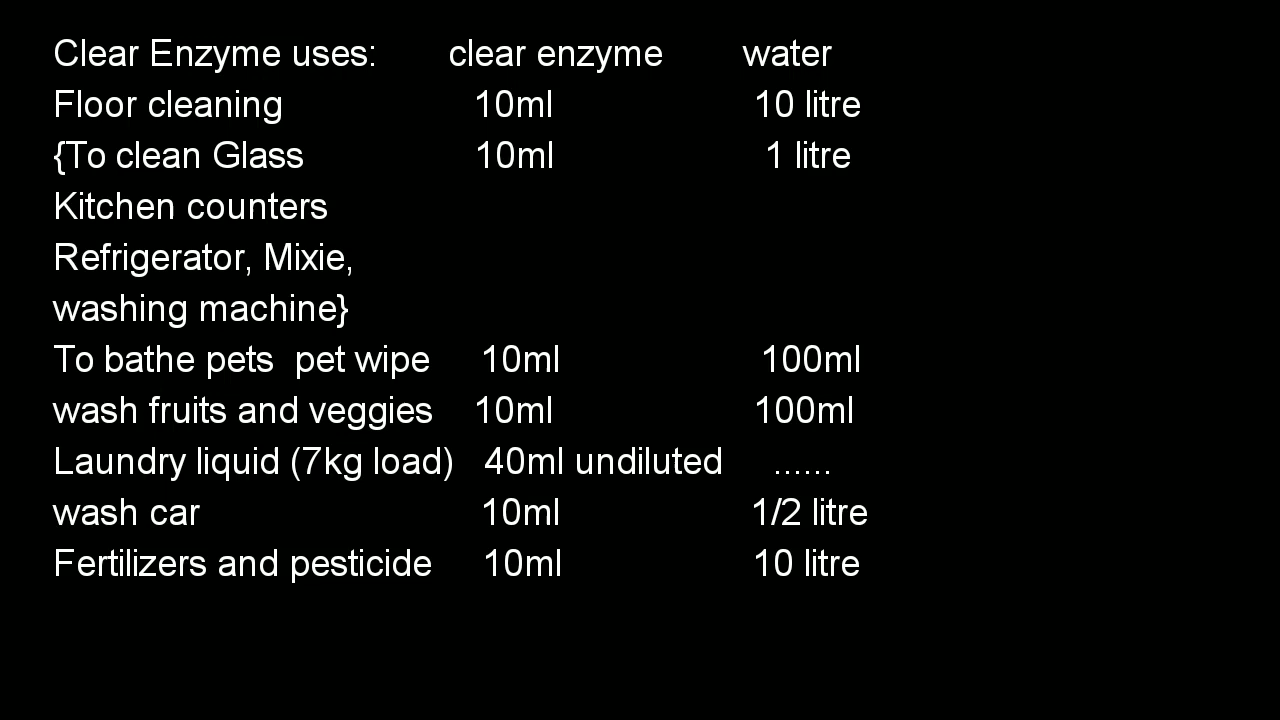 Clear Enzyme uses: clear enzyme water
Floor cleaning 10ml 10 litre
{To clean Glass 10ml 1 litre
Kitchen counters
Refrigerator, Mixie,
washing machine}
To bathe pets pet wipe 10ml 100ml
wash fruits and veggies 10ml 100ml
Laundry liquid (7kg load) 40ml undiluted ......
wash car 10ml 1/2 litre
Fertilizers and pesticide 10ml 10 litre